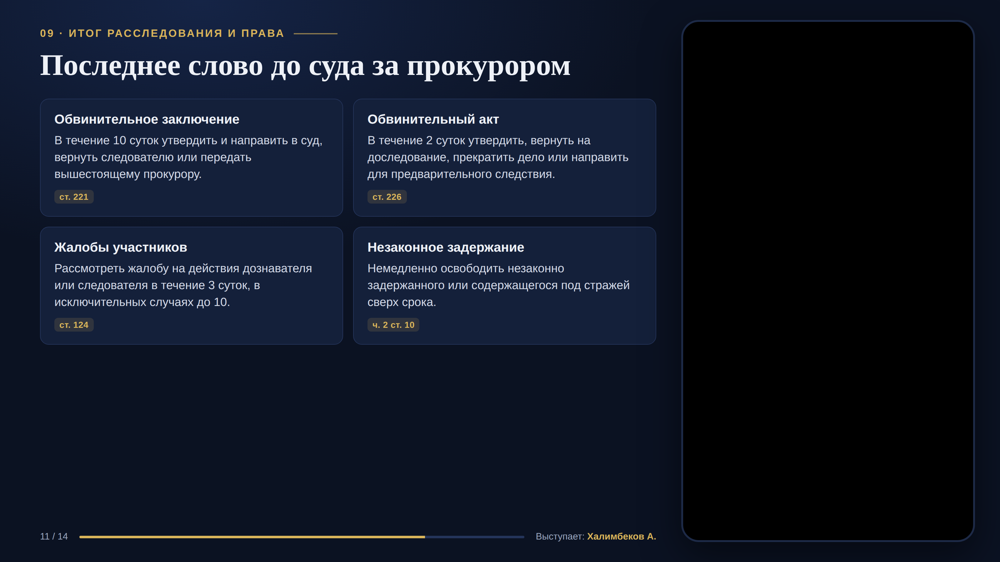 09 · ИТОГ РАССЛЕДОВАНИЯ И ПРАВА
Последнее слово до суда за прокурором
Обвинительное заключение
В течение 10 суток утвердить и направить в суд,
вернуть следователю или передать
вышестоящему прокурору.
ст. 221
Обвинительный акт
В течение 2 суток утвердить, вернуть на
доследование, прекратить дело или направить
для предварительного следствия.
ст. 226
Жалобы участников
Рассмотреть жалобу на действия дознавателя
или следователя в течение 3 суток, в
исключительных случаях до 10.
ст. 124
Незаконное задержание
Немедленно освободить незаконно
задержанного или содержащегося под стражей
сверх срока.
ч. 2 ст. 10
11 / 14
Выступает: Халимбеков А.